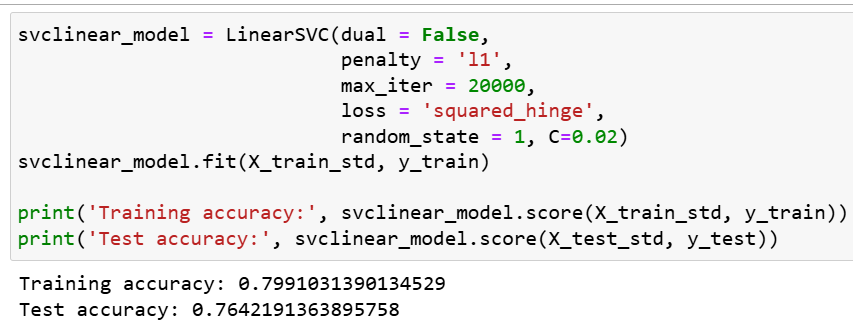 svclinear_model = LinearSVC(dual = False,
penalty = 'l1',
max_iter = 20000,
loss = 'squared_hinge',
random_state = 1, C=0.02)
svclinear_model.fit(X_train_std, y_train)
print('Training accuracy:', svclinear_model.score(X_train_std, y_train))
print('Test accuracy:', svclinear_model.score(X_test_std, y_test))
Training accuracy: 0.7991031390134529
Test accuracy: 0.7642191363895758